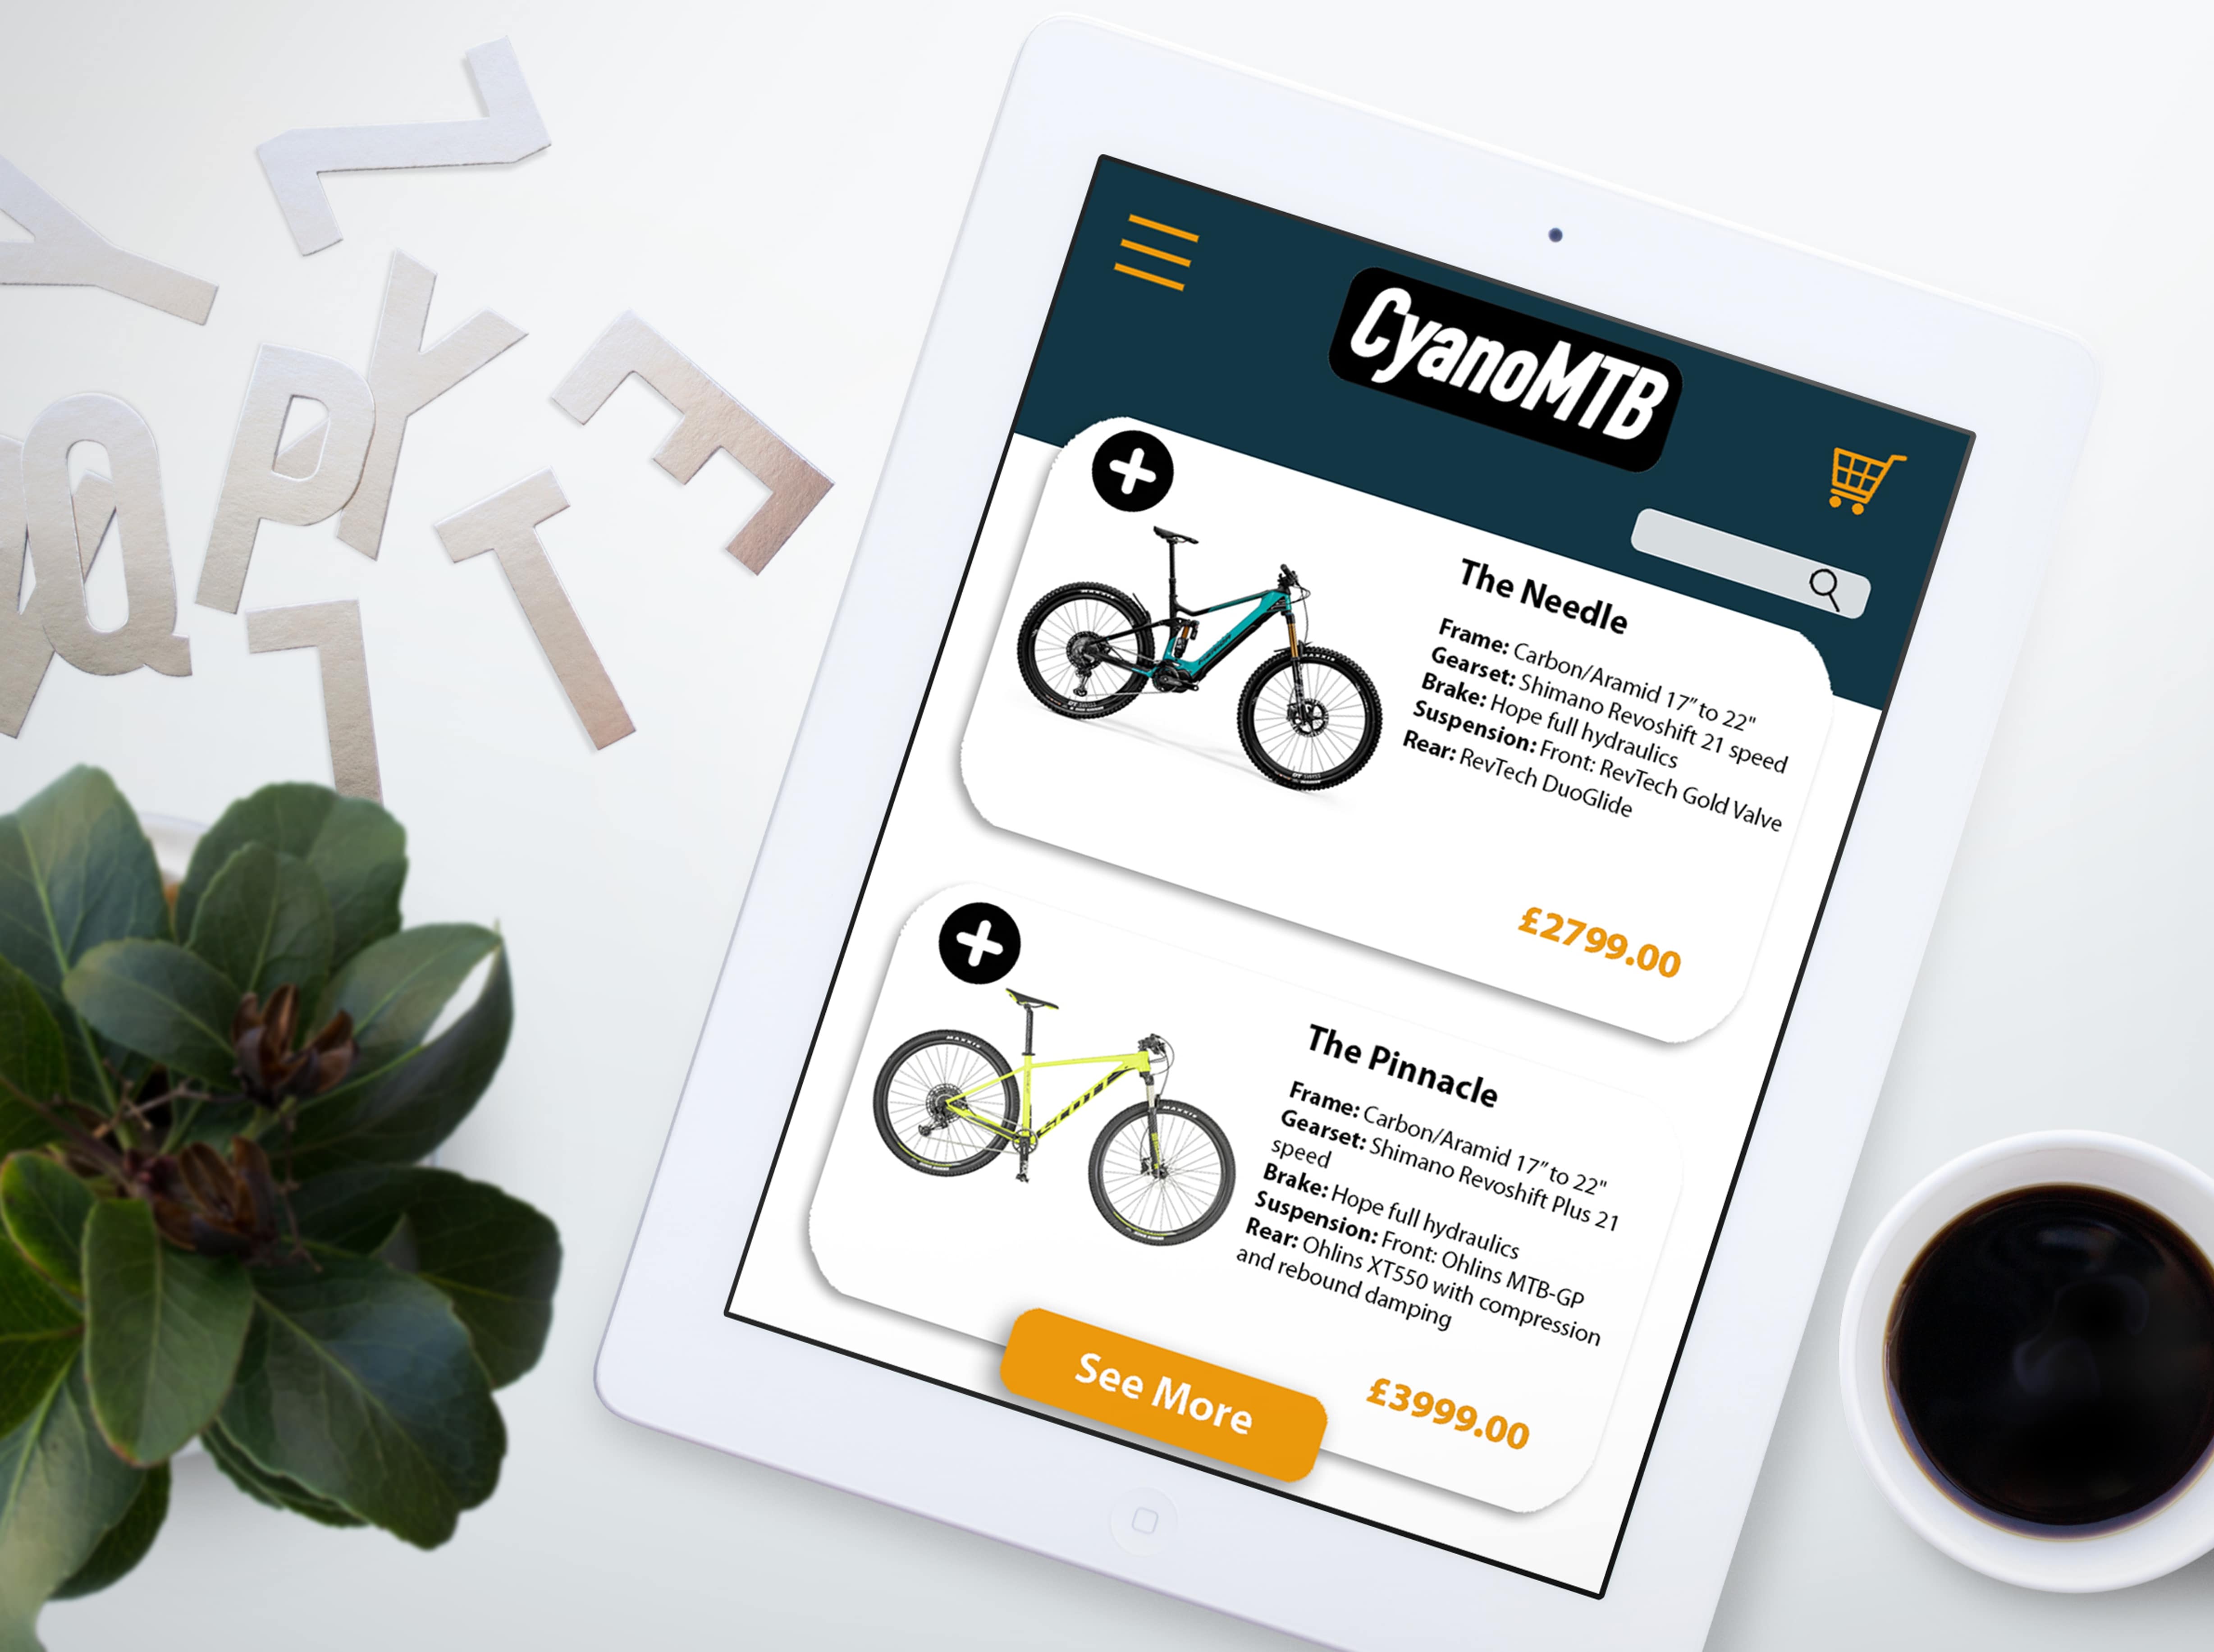 Z
Y
Y
P
E
Q
T
L
CyanoMTB
The Needle
Frame: Carbon/Aramid 17" to 22"
Gearset: Shimano Revoshift 21 speed
Brake: Hope full hydraulics
Suspension: Front: RevTech Gold Valve
Rear: RevTech DuoGlide
£2799.00
The Pinnacle
Frame: Carbon/Aramid 17" to 22"
Gearset: Shimano Revoshift Plus 21
speed
Brake: Hope full hydraulics
Suspension: Front: Ohlins MTB-GP
Rear: Ohlins XT550 with compression
and rebound damping
£3999.00
SCOTT
MAXXIS
MAXXIS
See More